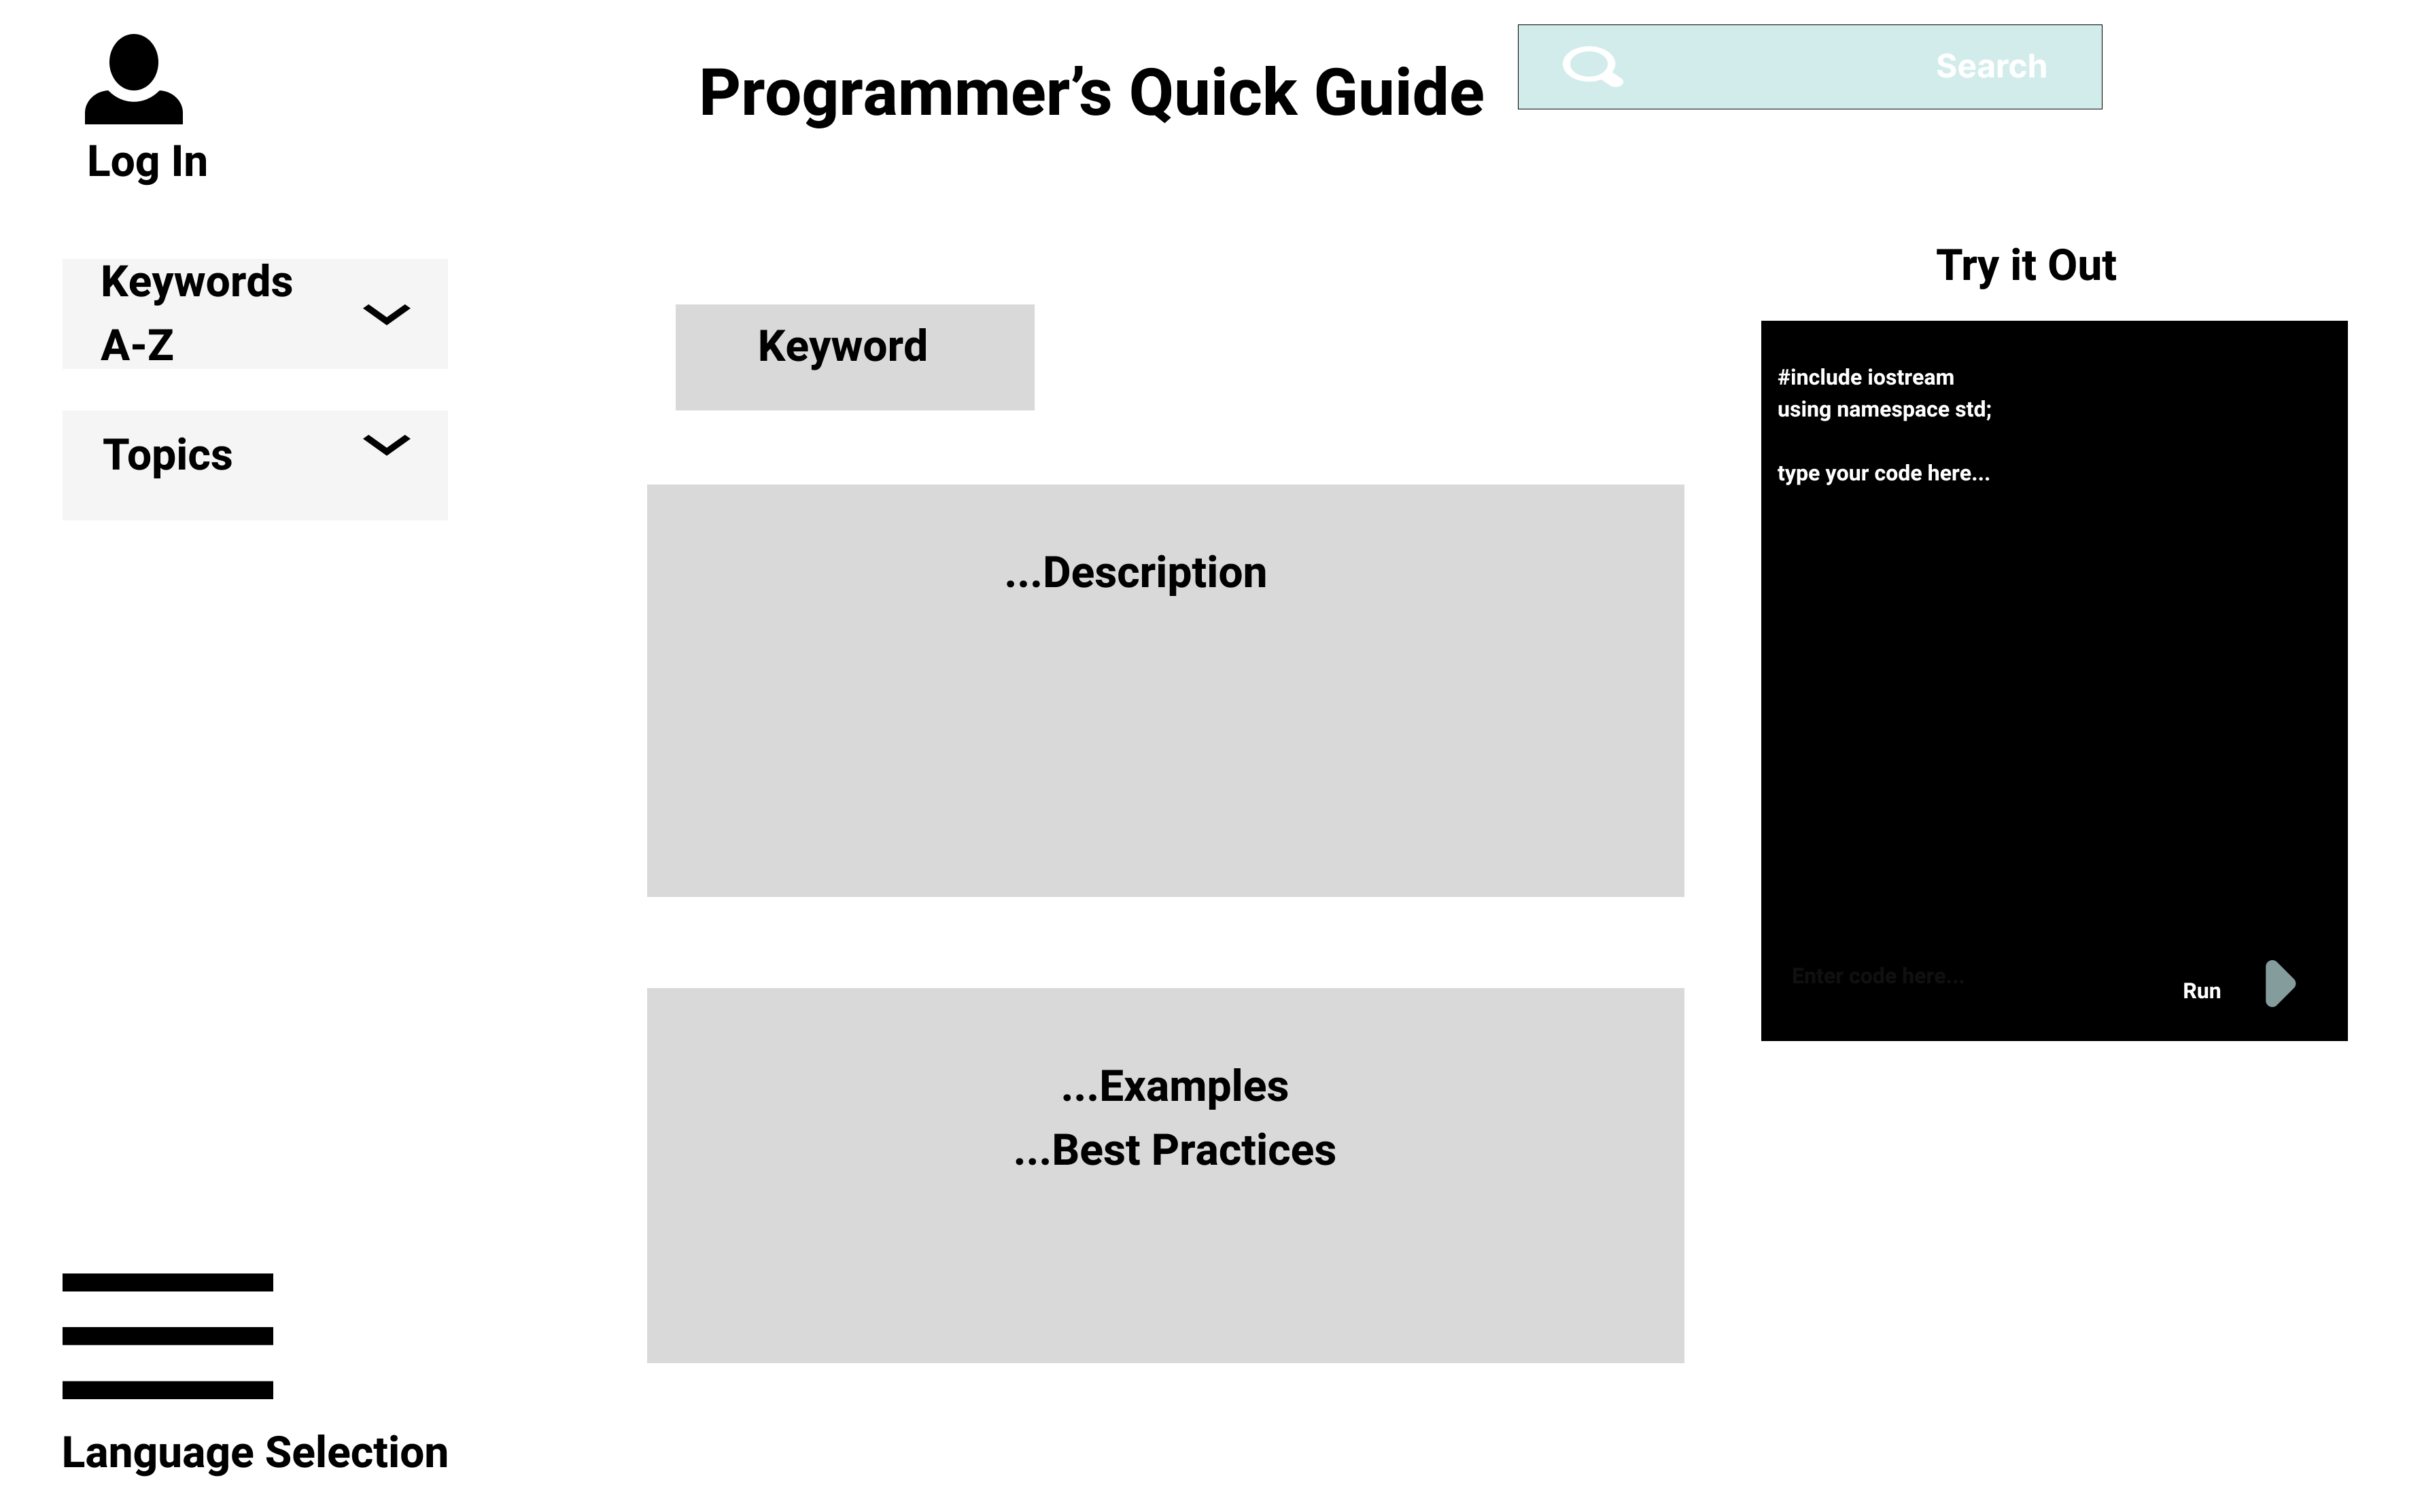 Log In
Programmer’s Quick Guide
Search
Keywords
A-Z
Topics
Keyword
...Description
...Examples
...Best Practices
Try it Out
#include iostream
using namespace std;
type your code here...
Enter code here...
Run
Language Selection